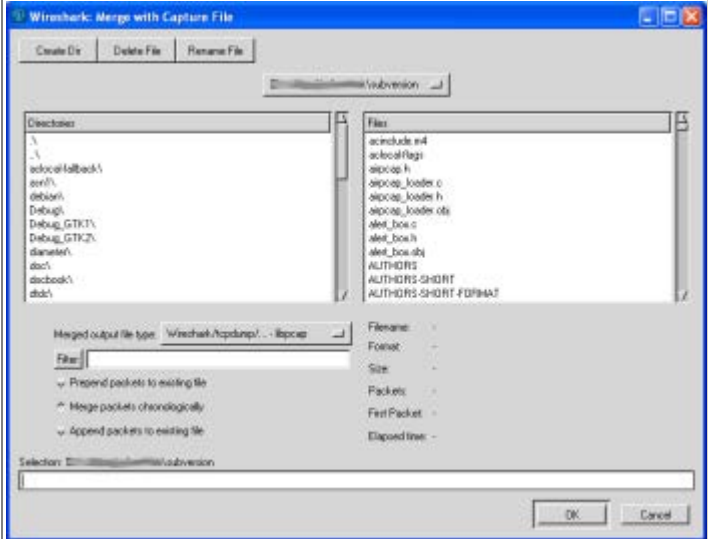 Wireshark: Merge with Capture File
Create Dir Delete File Rename File
\subversion
Directories
.\
..\
aclocal-fallback\
asn1\
debian\
Debug\
Debug_GTK1\
Debug_GTK2\
diameter\
doc\
docbook\
dtds\
Files
acinclude.m4
aclocal-flags
airpcap.h
airpcap_loader.c
airpcap_loader.h
airpcap_loader.obj
alert_box.c
alert_box.h
alert_box.obj
AUTHORS
AUTHORS-SHORT
AUTHORS-SHORT-FORMAT
Merged output file type: Wireshark/tcpdump/... - libpcap
Filter:
Prepend packets to existing file
Merge packets chronologically
Append packets to existing file
Filename: -
Format: -
Size: -
Packets: -
First Packet: -
Elapsed time: -
Selection: \subversion
OK Cancel